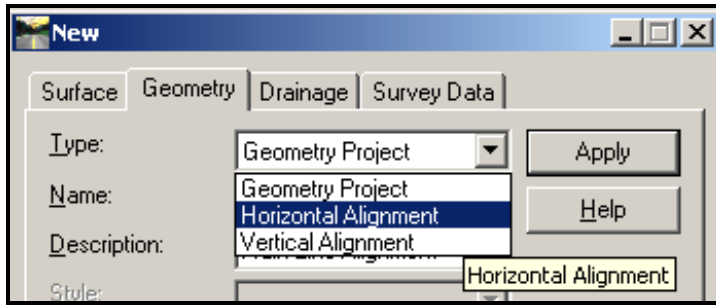 New
Surface Geometry Drainage Survey Data
Type: Geometry Project Apply
Geometry Project
Name: Horizontal Alignment Help
Description: Vertical Alignment
Horizontal Alignment
Style: